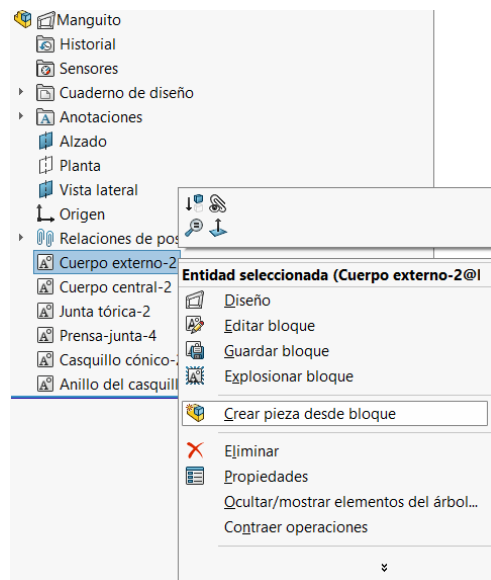 Manguito
Historial
Sensores
Cuaderno de diseño
Anotaciones
Alzado
Planta
Vista lateral
Origen
Relaciones de pos
Cuerpo externo-2
Cuerpo central-2
Junta tórica-2
Prensa-junta-4
Casquillo cónico-
Anillo del casquill
Entidad seleccionada (Cuerpo externo-2@
Diseño
Editar bloque
Guardar bloque
Explosionar bloque
Crear pieza desde bloque
Eliminar
Propiedades
Ocultar/mostrar elementos del árbol...
Contraer operaciones